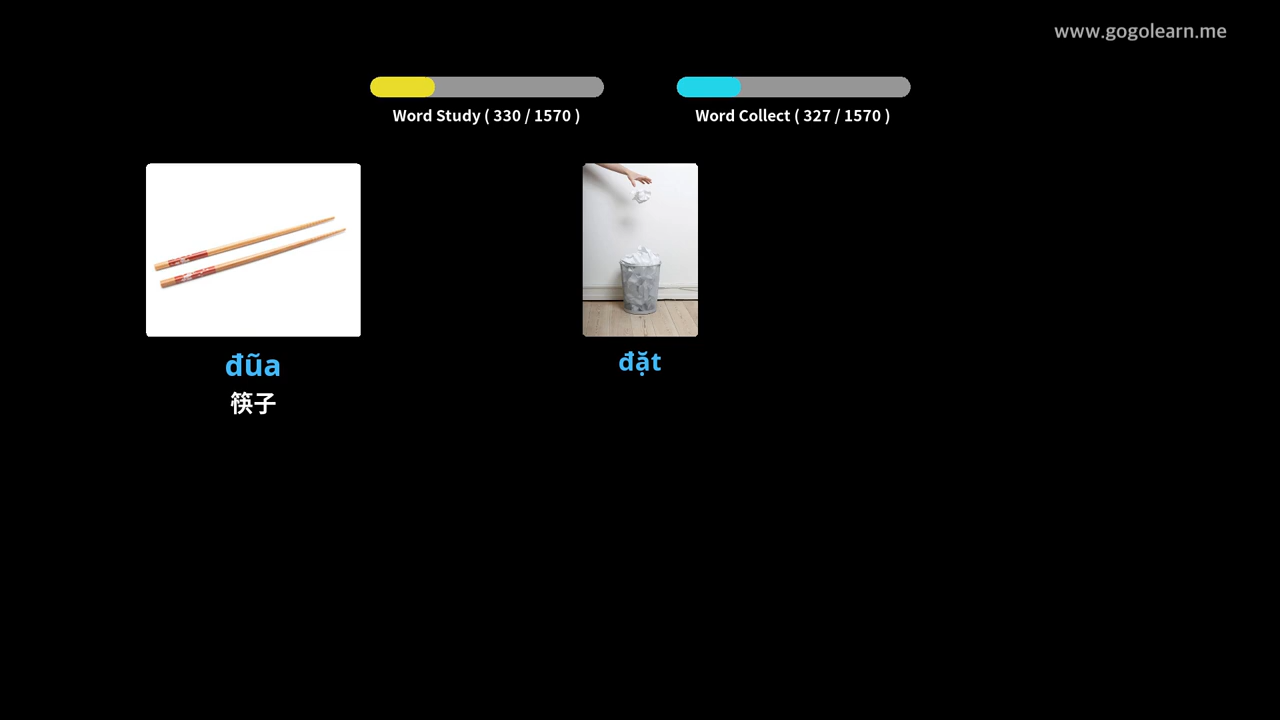 www.gogolearn.me
Word Study ( 330 / 1570 )
Word Collect ( 327 / 1570 )
đũa
筷子
đặt